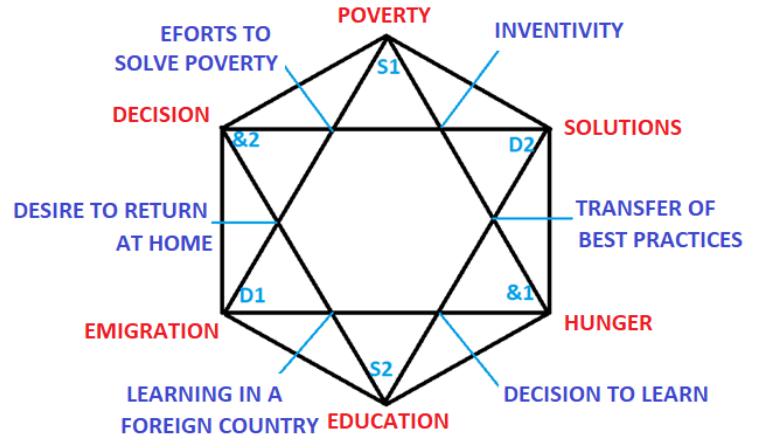 POVERTY
EFORTS TO
SOLVE POVERTY
INVENTIVITY
S1
DECISION
SOLUTIONS
&2
D2
DESIRE TO RETURN
AT HOME
TRANSFER OF
BEST PRACTICES
D1
&1
EMIGRATION
HUNGER
S2
LEARNING IN A
FOREIGN COUNTRY
DECISION TO LEARN
EDUCATION